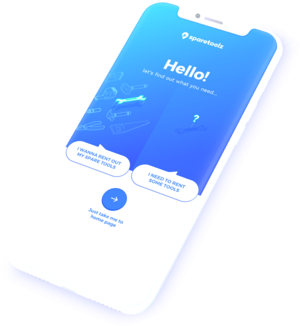 sparetoolz
Hello!
let's find out what you need...
?
I WANNA RENT OUT
MY SPARE TOOLS
I NEED TO RENT
SOME TOOLS
Just take me to
home page